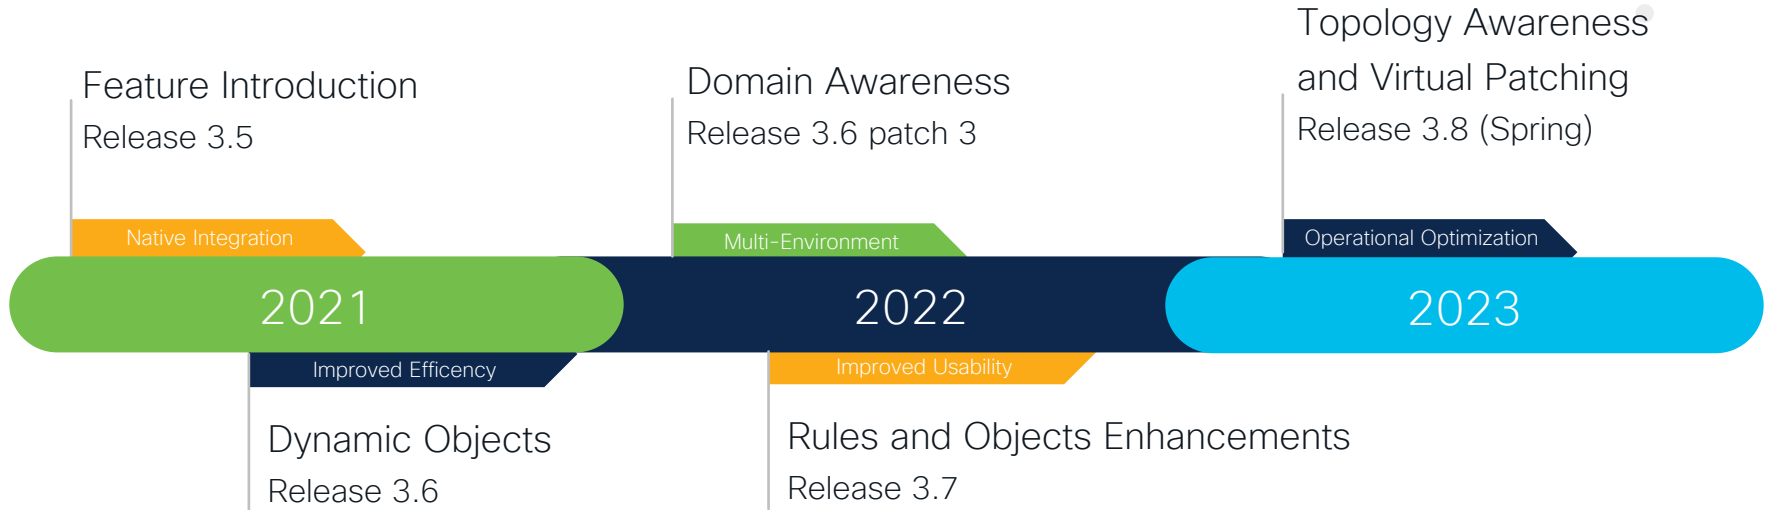 Feature Introduction
Release 3.5
Native Integration
Domain Awareness
Release 3.6 patch 3
Multi-Environment
Topology Awareness
and Virtual Patching
Release 3.8 (Spring)
Operational Optimization
2021
2022
2023
Improved Efficency
Dynamic Objects
Release 3.6
Improved Usability
Rules and Objects Enhancements
Release 3.7